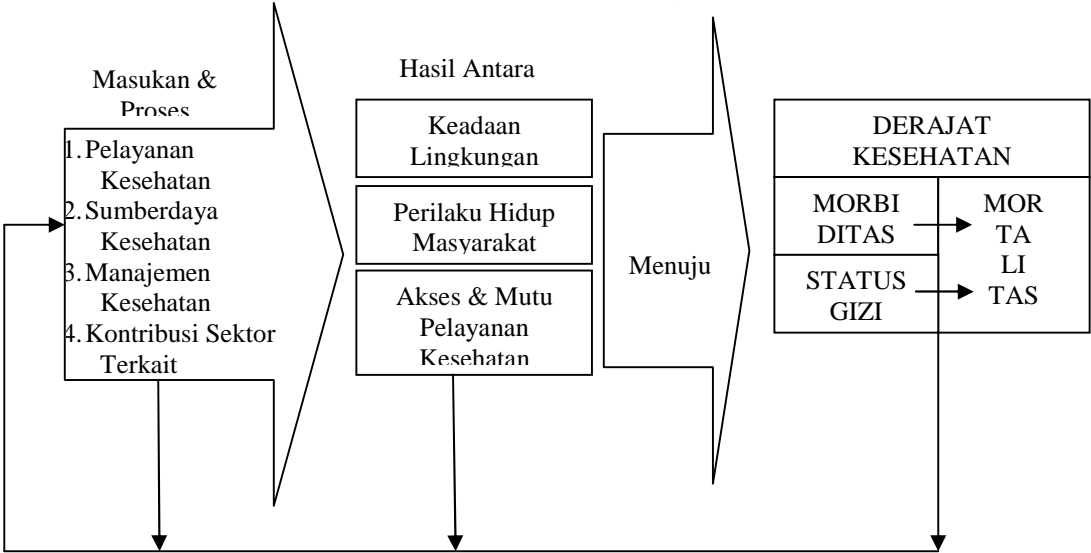 Masukan &
Proses
1. Pelayanan
Kesehatan
2. Sumberdaya
Kesehatan
3. Manajemen
Kesehatan
4. Kontribusi Sektor
Terkait
Hasil Antara
Keadaan
Lingkungan
Perilaku Hidup
Masyarakat
Akses & Mutu
Pelayanan
Kesehatan
Menuju
DERAJAT
KESEHATAN
MORBI
DITAS
STATUS
GIZI
MOR
TA
LI
TAS